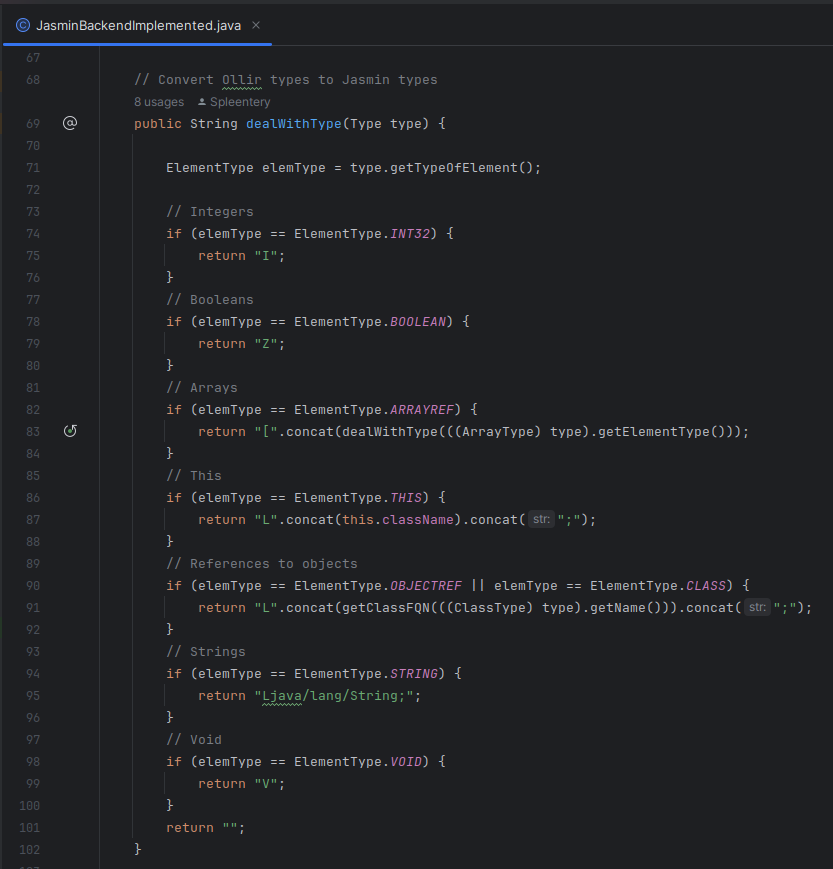 JasminBackendImplemented.java
67
68 // Convert Ollir types to Jasmin types
8 usages Spleentery
69 public String dealWithType(Type type) {
70
71 ElementType elemType = type.getTypeOfElement();
72
73 // Integers
74 if (elemType == ElementType.INT32) {
75 return "I";
76 }
77 // Booleans
78 if (elemType == ElementType.BOOLEAN) {
79 return "Z";
80 }
81 // Arrays
82 if (elemType == ElementType.ARRAYREF) {
83 return "[".concat(dealWithType(((ArrayType) type).getElementType()));
84 }
85 // This
86 if (elemType == ElementType.THIS) {
87 return "L".concat(this.className).concat( str: ";");
88 }
89 // References to objects
90 if (elemType == ElementType.OBJECTREF || elemType == ElementType.CLASS) {
91 return "L".concat(getClassFQN(((ClassType) type).getName())).concat( str: ";");
92 }
93 // Strings
94 if (elemType == ElementType.STRING) {
95 return "Ljava/lang/String;";
96 }
97 // Void
98 if (elemType == ElementType.VOID) {
99 return "V";
100 }
101 return "";
102 }